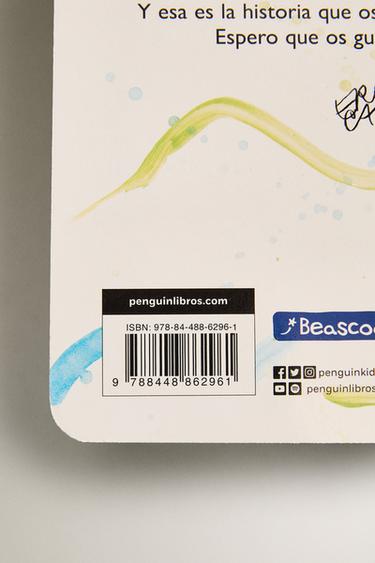 Y esa es la historia que os
Espero que os gu
penguinlibros.com
ISBN: 978-84-488-6296-1
9 788448 862961
Beascoa
penguinkid
penguinlibros